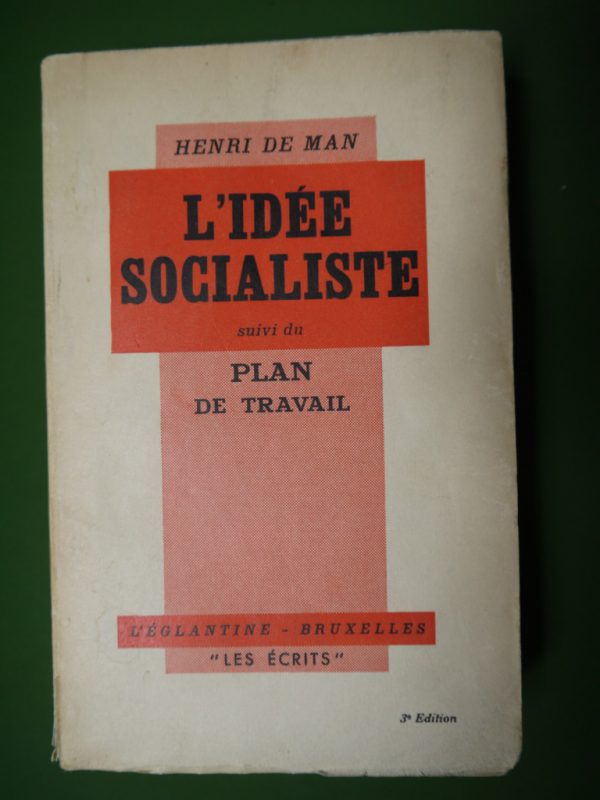 HENRI DE MAN
L'IDÉE
SOCIALISTE
suivi du
PLAN
DE TRAVAIL
L'ÉGLANTINE - BRUXELLES
"LES ÉCRITS"
3e Edition